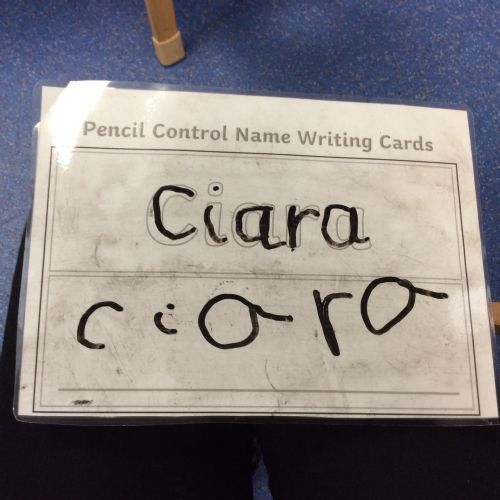 Pencil Control Name Writing Cards
Ciara
ciara